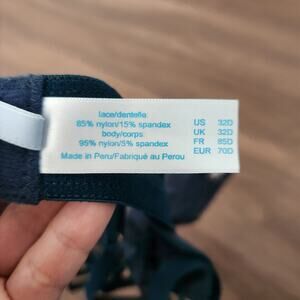 lace/dentelle:
85% nylon/15% spandex
body/corps
95% nylon/5% spandex
Made in Peru/Fabriqué au Perou
US 32D
UK 32D
FR 85D
EUR 70D